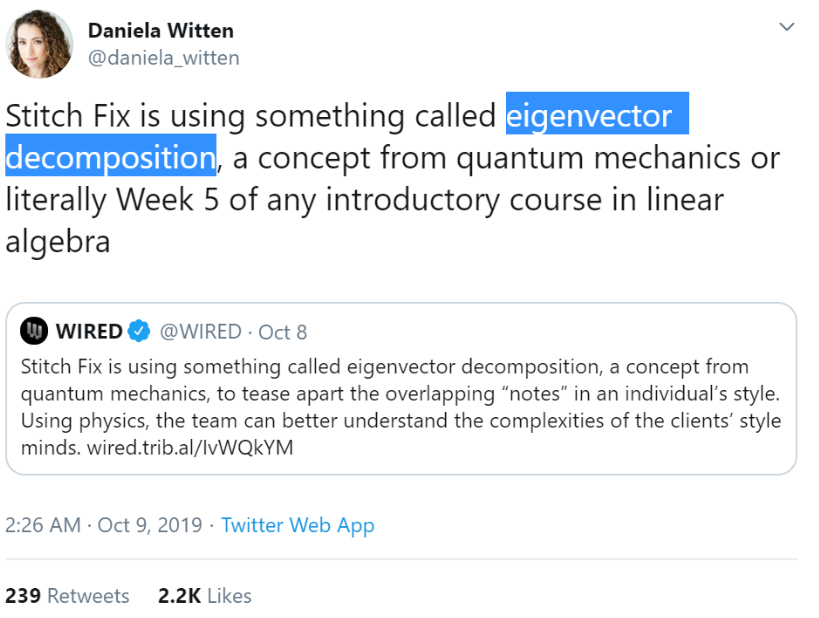 Daniela Witten
@daniela_witten
Stitch Fix is using something called eigenvector
decomposition, a concept from quantum mechanics or
literally Week 5 of any introductory course in linear
algebra
WIRED @WIRED · Oct 8
Stitch Fix is using something called eigenvector decomposition, a concept from
quantum mechanics, to tease apart the overlapping “notes” in an individual’s style.
Using physics, the team can better understand the complexities of the clients’ style
minds. wired.trib.al/IvWQkYM
2:26 AM · Oct 9, 2019 · Twitter Web App
239 Retweets 2.2K Likes